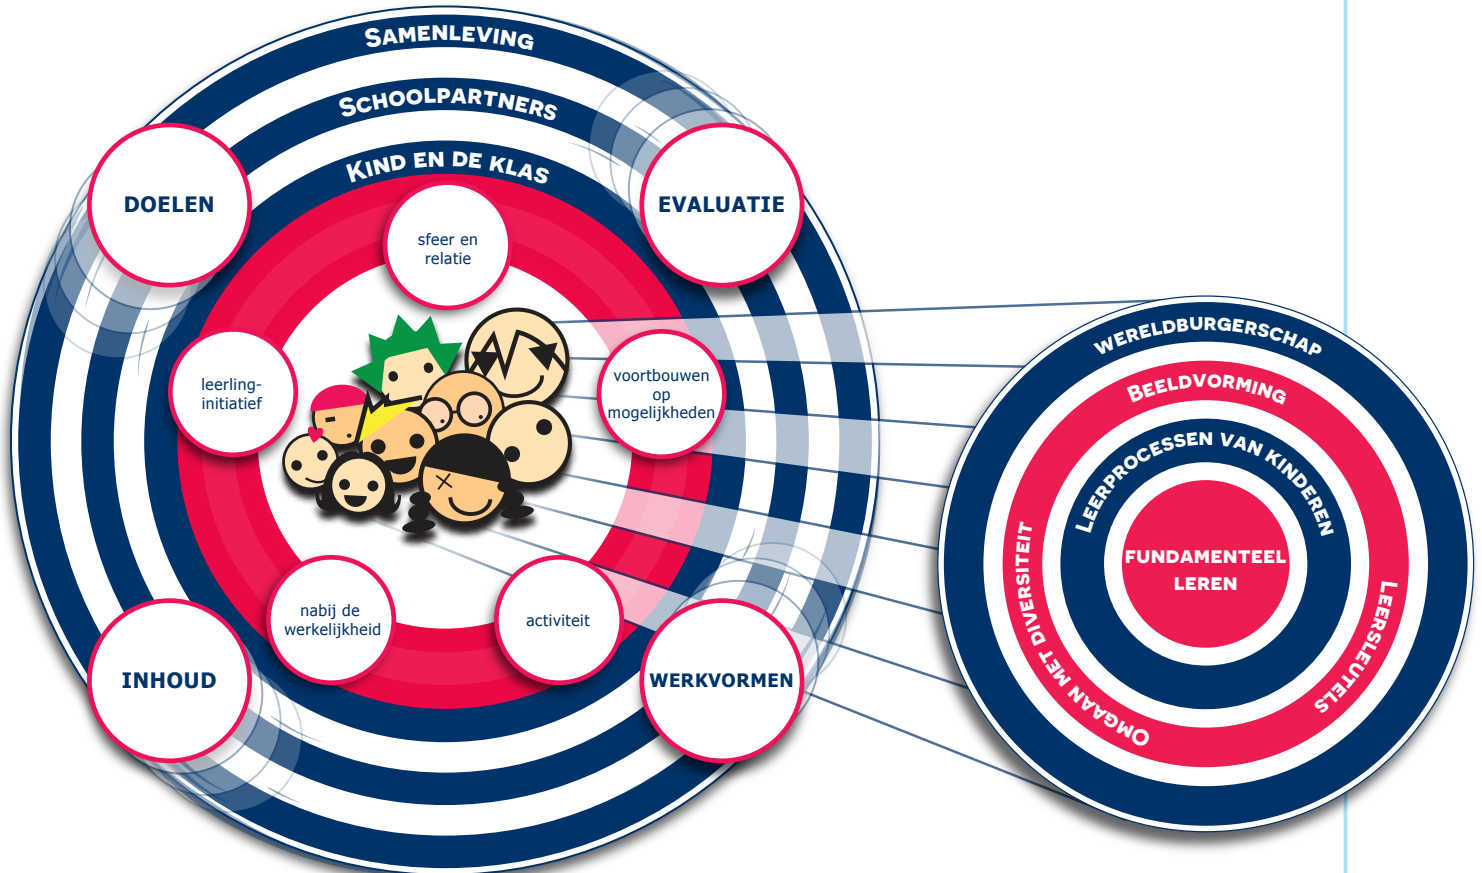 SAMENLEVING
SCHOOLPARTNERS
KIND EN DE KLAS
DOELEN
EVALUATIE
sfeer en
relatie
leerling-
initiatief
voortbouwen
op
mogelijkheden
nabij de
werkelijkheid
activiteit
INHOUD
WERKVORMEN
WERELDBURGERSCHAP
BEELDVORMING
LEERPROCESSEN VAN KINDEREN
FUNDAMENTEEL
LEREN
OMGAAN MET DIVERSITEIT
LEERSLEUTELS